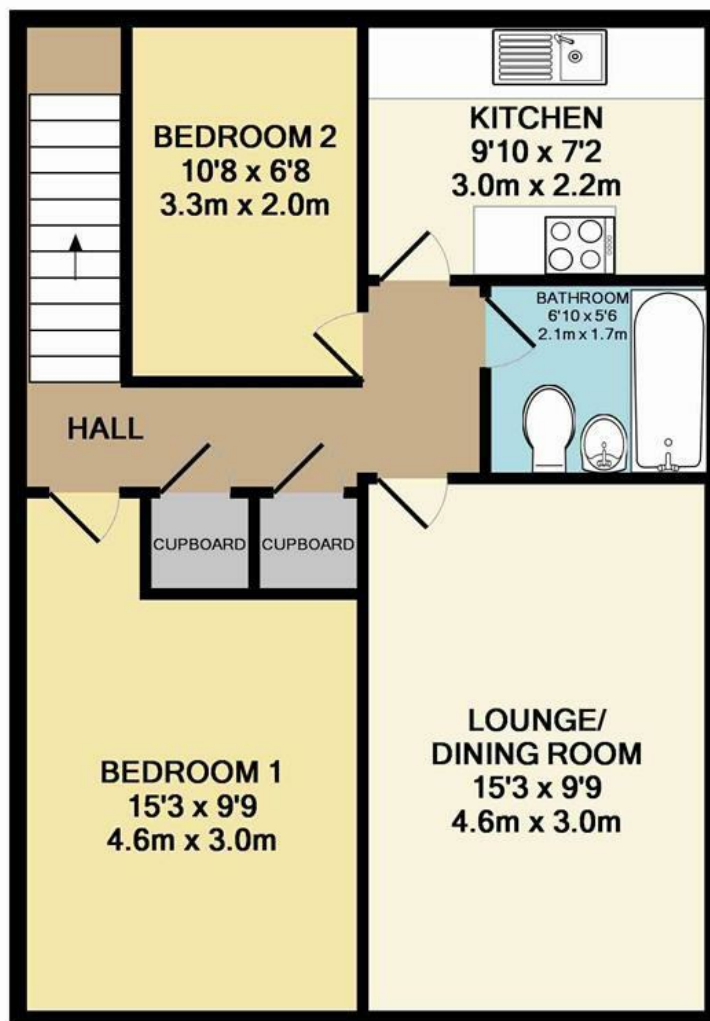 BEDROOM 2
10'8 x 6'8
3.3m x 2.0m
KITCHEN
9'10 x 7'2
3.0m x 2.2m
BATHROOM
6'10 x 5'6
2.1m x 1.7m
HALL
CUPBOARD
CUPBOARD
BEDROOM 1
15'3 x 9'9
4.6m x 3.0m
LOUNGE/
DINING ROOM
15'3 x 9'9
4.6m x 3.0m